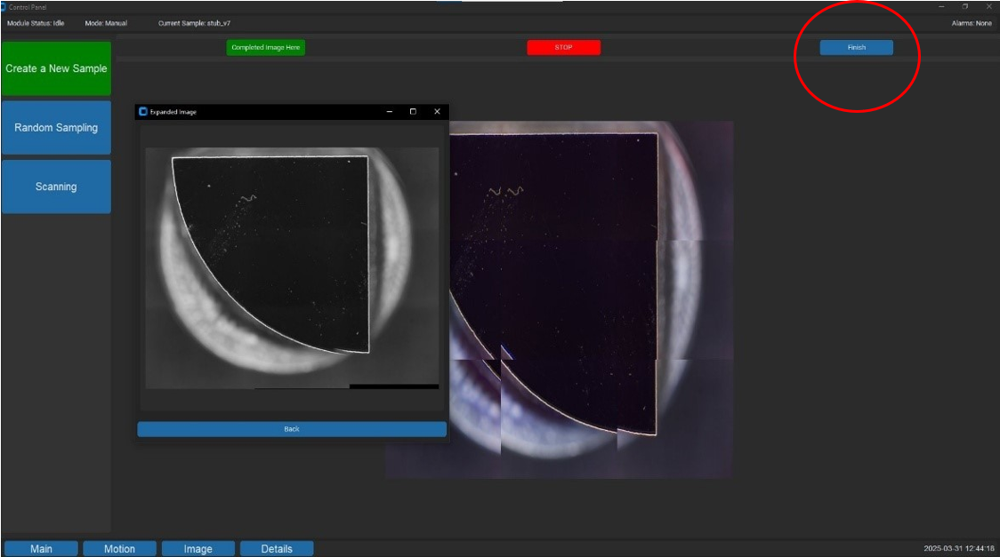 Control Panel
Module Status: Idle Mode: Manual Current Sample: stub_v7 Alarms: None
Completed Image Here STOP Finish
Create a New Sample
Random Sampling
Scanning
Expanded Image
Back
Main Motion Image Details 2025-03-31 12:44:18